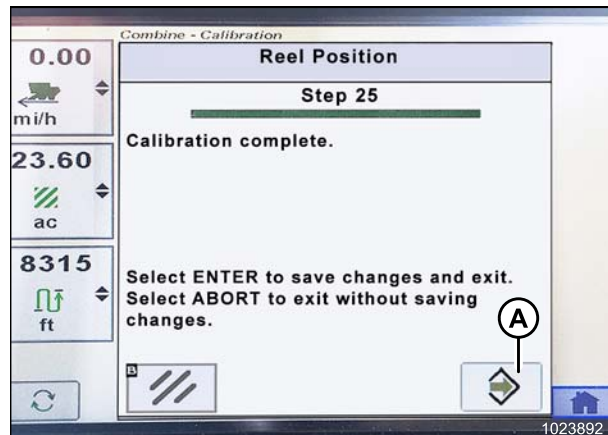 Combine - Calibration
Reel Position
Step 25
Calibration complete.
Select ENTER to save changes and exit.
Select ABORT to exit without saving
changes.
0.00
mi/h
23.60
ac
8315
ft
B
A
1023892